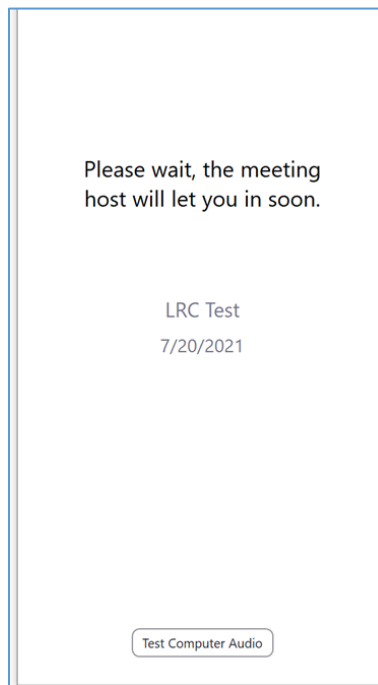 Please wait, the meeting
host will let you in soon.
LRC Test
7/20/2021
Test Computer Audio